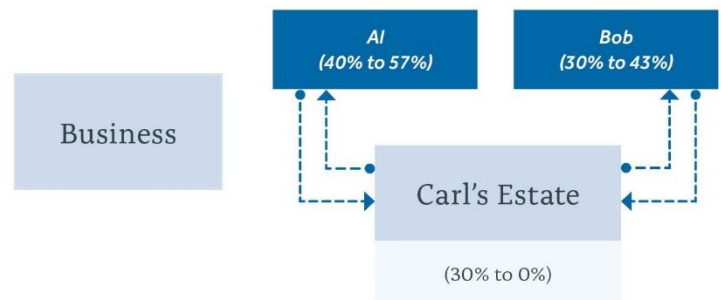 Al
(40% to 57%)
Bob
(30% to 43%)
Business
Carl’s Estate
(30% to 0%)